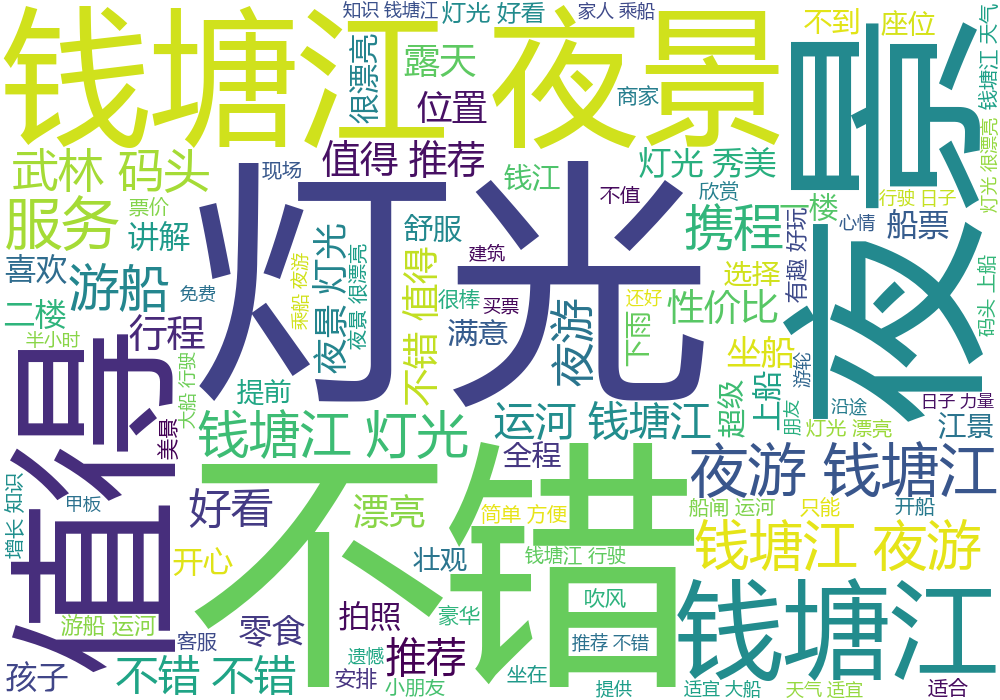 知识 钱塘江
灯光 好看
家人 乘船
不到
座位
钱塘江 夜景
很漂亮
露天
位置
商家
夜景
钱塘江 天气
灯光 很漂亮
武林 码头
值得 推荐
灯光 秀美
现场
钱江
不值
欣赏
行驶 日子
票价
服务
讲解
灯光
舒服
携程
一楼
心情
船票
有趣 好玩
喜欢
游船
夜景 灯光
夜景 很漂亮
建筑
选择
免费
乘船 夜游
不错 值得
很棒
买票
还好
性价比
码头 上船
二楼
行程
满意
夜游
下雨
坐船
游轮
半小时
大船 行驶
提前
超级
上船
朋友
沿途
日子 力量
值得
美景
钱塘江 灯光
运河 钱塘江
灯光 漂亮
江景
全程
夜游 钱塘江
增长 知识
甲板
好看
漂亮
不错
简单 方便
船闸 运河
只能
开船
开心
壮观
钱塘江 行驶
钱塘江 夜游
游船 运河
客服
零食
拍照
豪华
吹风
钱塘江
推荐 不错
孩子
不错 不错
遗憾
安排
推荐
小朋友
坐在
提供
适宜 大船
天气 适宜
适合